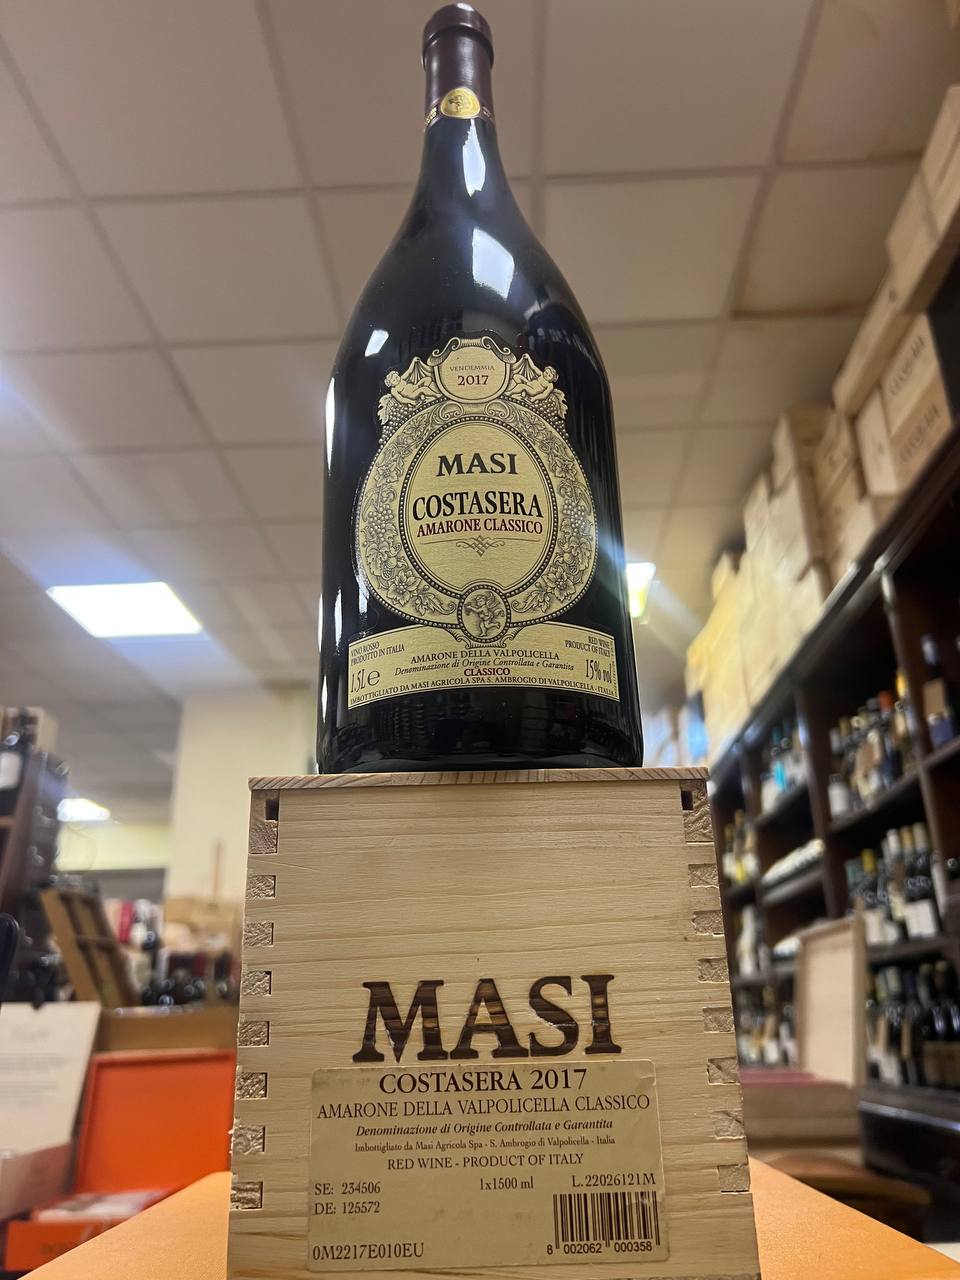 VENDEMMIA
2017
MASI
COSTASERA
AMARONE CLASSICO
VINO ROSSO
PRODOTTO IN ITALIA
RED WINE
PRODUCT OF ITALY
AMARONE DELLA VALPOLICELLA
Denominazione di Origine Controllata e Garantita
CLASSICO
1.5L e
15% vol
IMBOTTIGLIATO DA MASI AGRICOLA SPA S. AMBROGIO DI VALPOLICELLA - ITALIA
MASI
COSTASERA 2017
AMARONE DELLA VALPOLICELLA CLASSICO
Denominazione di Origine Controllata e Garantita
Imbottigliato da Masi Agricola Spa - S. Ambrogio di Valpolicella - Italia
RED WINE - PRODUCT OF ITALY
SE: 234506 1x1500 ml L.22026121M
DE: 125572
0M2217E010EU
8 002062 000358